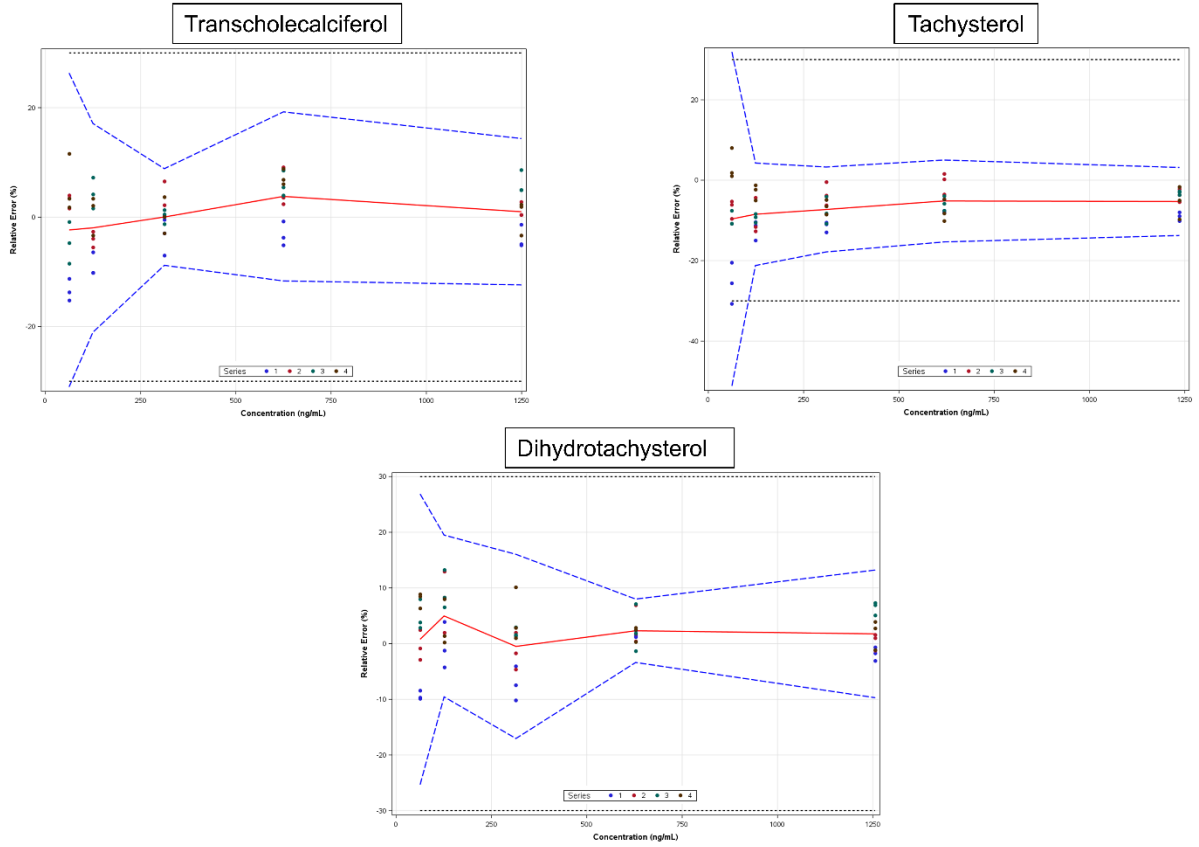 Transcholecalciferol
Relative Error (%)
20
0
-20
Series 1 2 3 4
0 250 500 750 1000 1250
Concentration (ng/mL)
Tachysterol
Relative Error (%)
20
0
-20
-40
Series 1 2 3 4
0 250 500 750 1000 1250
Concentration (ng/mL)
Dihydrotachysterol
Relative Error (%)
30
20
10
0
-10
-20
-30
Series 1 2 3 4
0 250 500 750 1000 1250
Concentration (ng/mL)